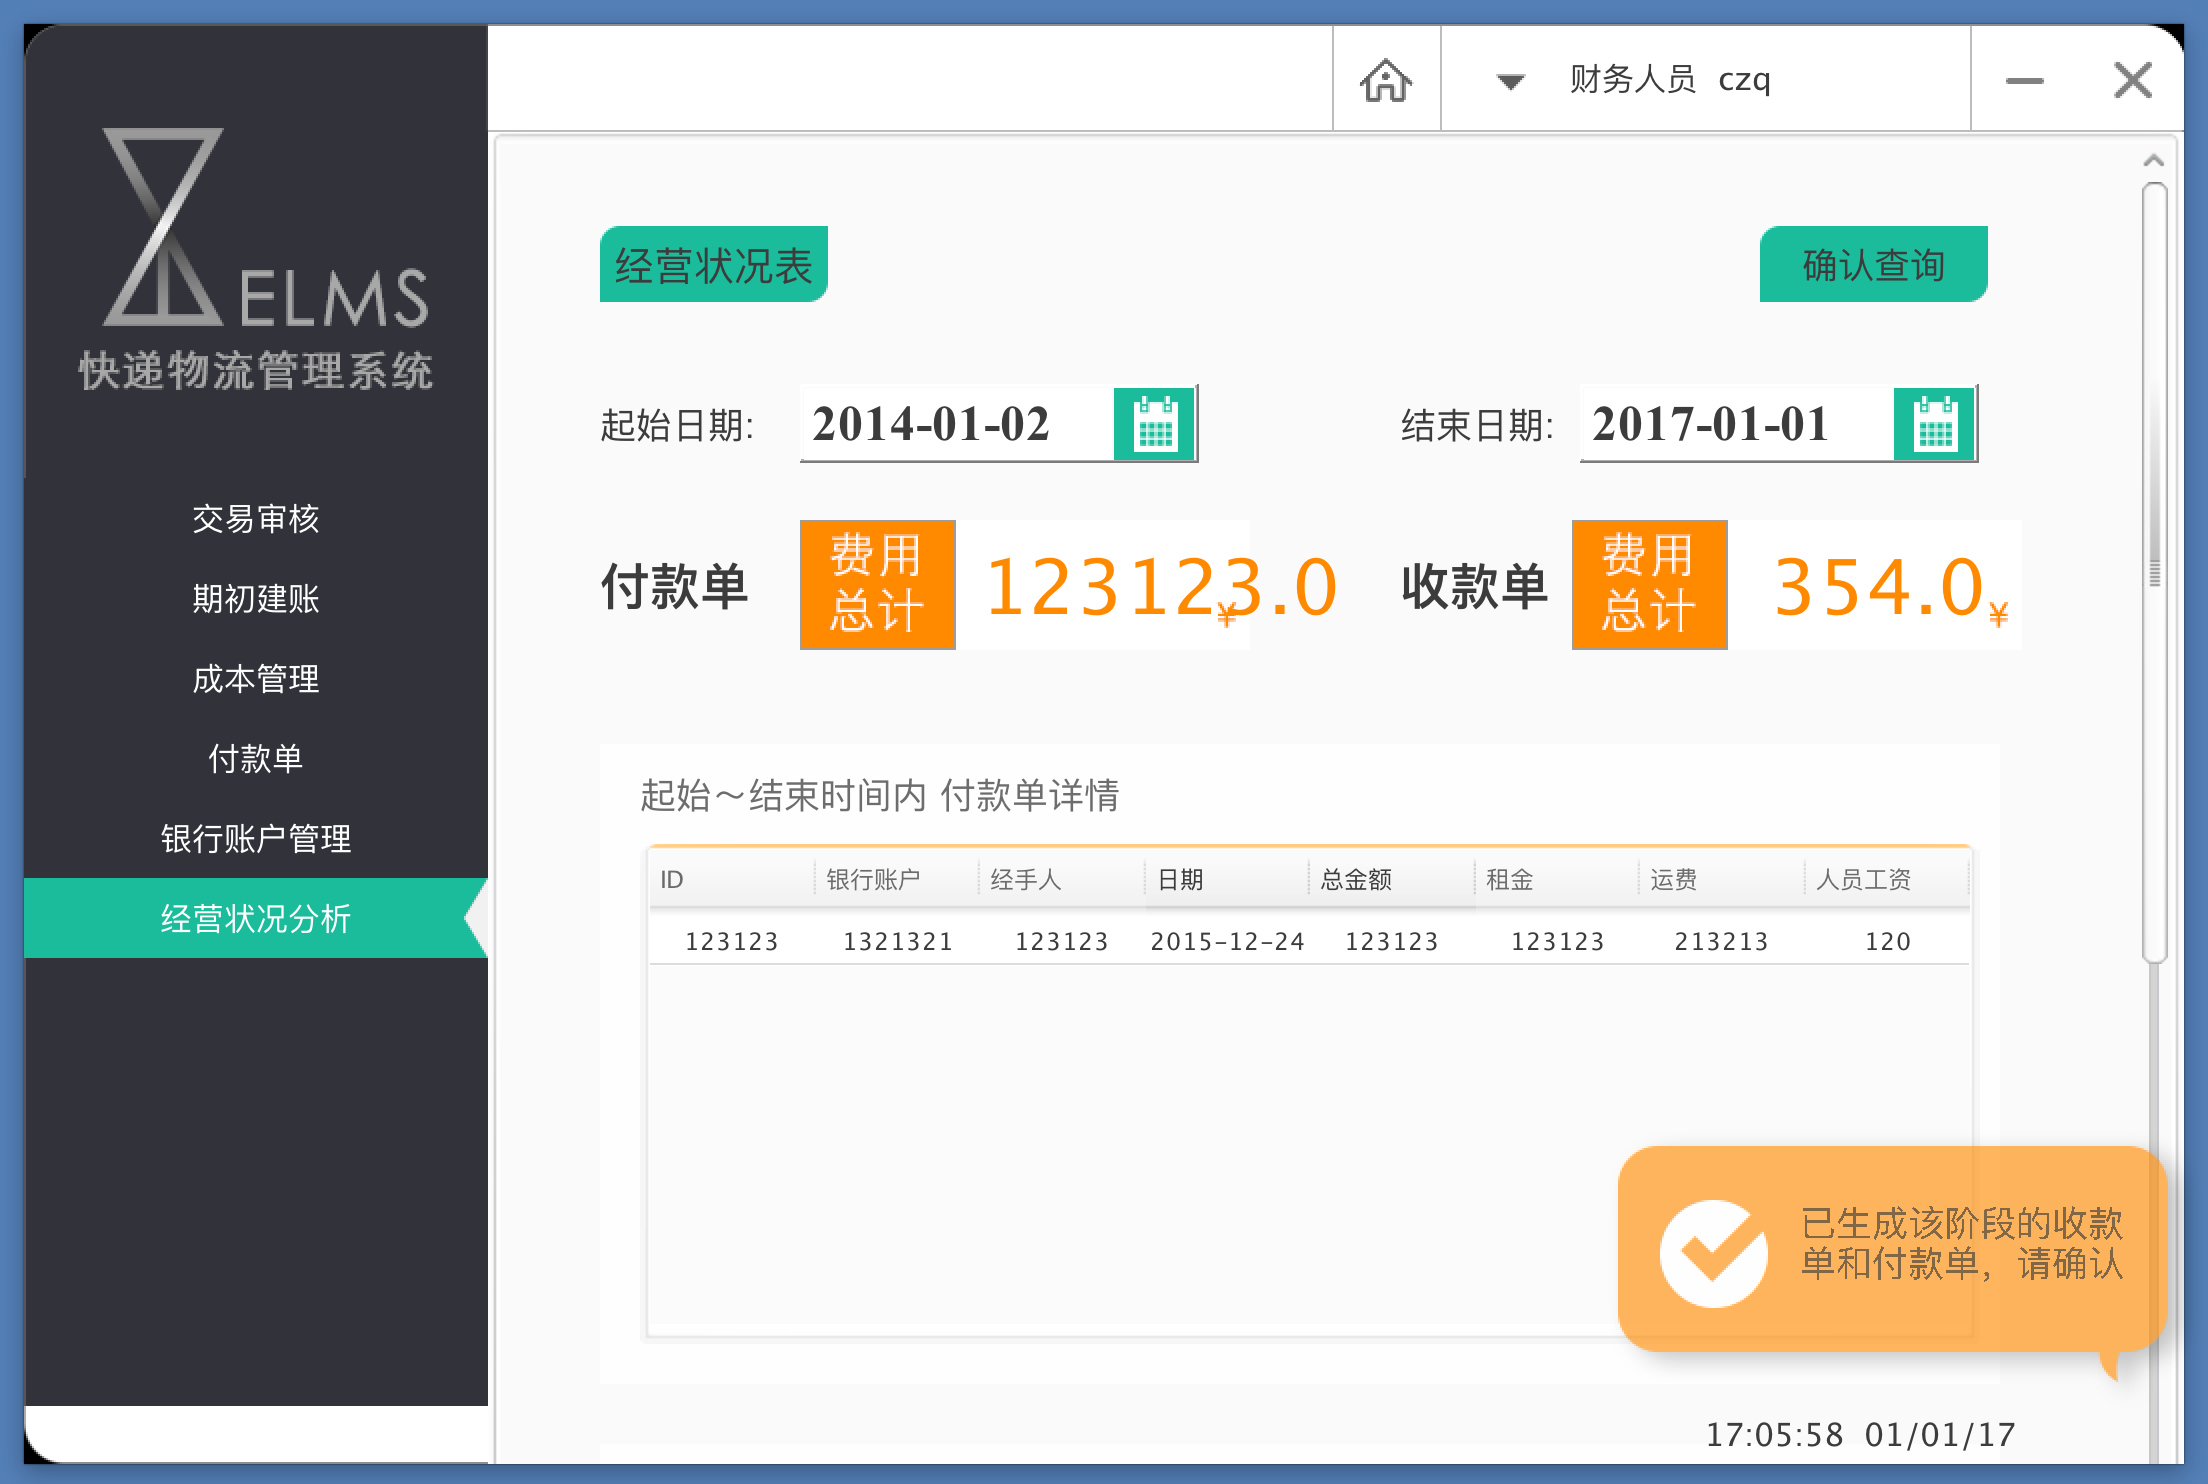 财务人员 czq
ELMS
快递物流管理系统
交易审核
期初建账
成本管理
付款单
银行账户管理
经营状况分析
经营状况表
确认查询
起始日期: 2014-01-02
结束日期: 2017-01-01
付款单 费用总计 123123.0 ¥
收款单 费用总计 354.0 ¥
起始～结束时间内 付款单详情
ID 银行账户 经手人 日期 总金额 租金 运费 人员工资
123123 1321321 123123 2015-12-24 123123 123123 213213 120
已生成该阶段的收款
单和付款单，请确认
17:05:58 01/01/17